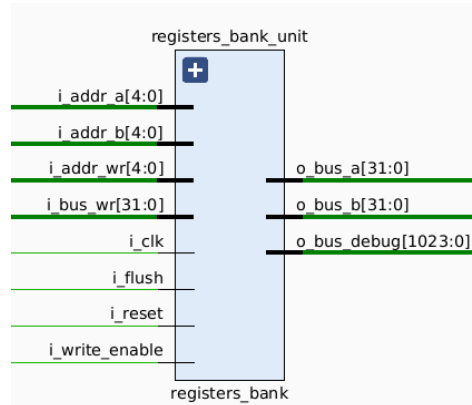 registers_bank_unit
i_addr_a[4:0]
i_addr_b[4:0]
i_addr_wr[4:0]
i_bus_wr[31:0]
i_clk
i_flush
i_reset
i_write_enable
o_bus_a[31:0]
o_bus_b[31:0]
o_bus_debug[1023:0]
registers_bank